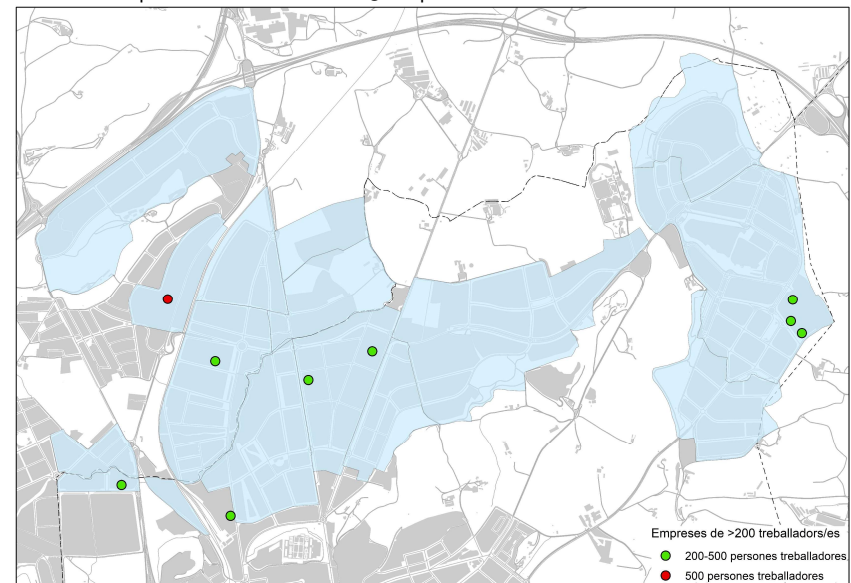 Empreses de >200 treballadors/es
200-500 persones treballadores
500 persones treballadores